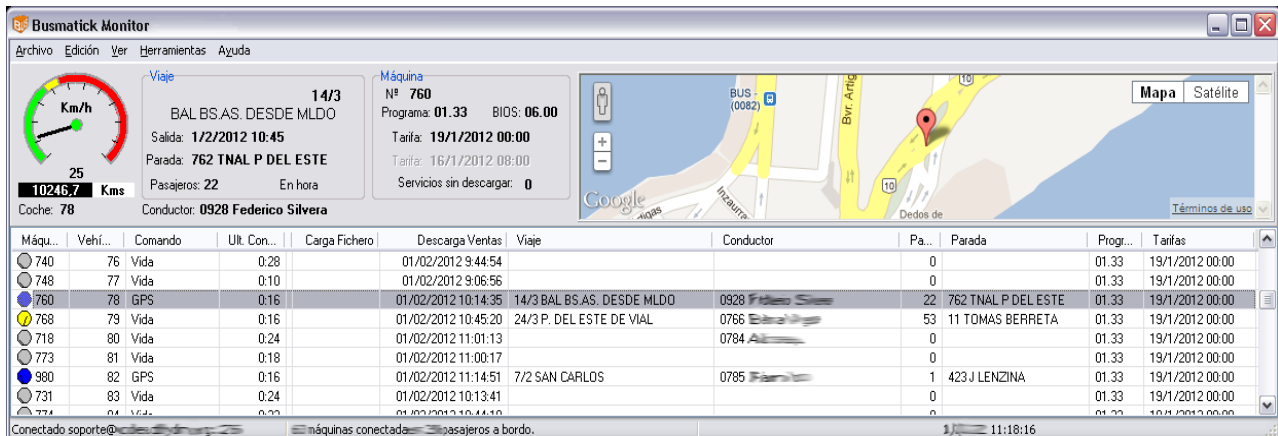 Busmatick Monitor
Archivo Edición Ver Herramientas Ayuda
Km/h
25
10246,7 Kms
Coche: 78
Viaje
14/3
BAL BS.AS. DESDE MLDO
Salida: 1/2/2012 10:45
Parada: 762 TNAL P DEL ESTE
Pasajeros: 22 En hora
Conductor: 0928 Federico Silvera
Máquina
Nº 760
Programa: 01.33 BIOS: 06.00
Tarifa: 19/1/2012 00:00
Tarifa: 16/1/2012 08:00
Servicios sin descargar: 0
BUS - (0082)
Bvr. Artig
10
10
Inzaurra
tigas
Dedos de
Google
Mapa Satélite
Términos de uso
Máqu... Vehí... Comando Ult. Con... Carga Fichero Descarga Ventas Viaje Conductor Pa... Parada Progr... Tarifas
740 76 Vida 0:28 01/02/2012 9:44:54 0 01.33 19/1/2012 00:00
748 77 Vida 0:10 01/02/2012 9:06:56 0 01.33 19/1/2012 00:00
760 78 GPS 0:16 01/02/2012 10:14:35 14/3 BAL BS.AS. DESDE MLDO 0928 22 762 TNAL P DEL ESTE 01.33 19/1/2012 00:00
768 79 Vida 0:16 01/02/2012 10:45:20 24/3 P. DEL ESTE DE VIAL 0766 53 11 TOMAS BERRETA 01.33 19/1/2012 00:00
718 80 Vida 0:24 01/02/2012 11:01:13 0784 0 01.33 19/1/2012 00:00
773 81 Vida 0:18 01/02/2012 11:00:17 0 01.33 19/1/2012 00:00
980 82 GPS 0:16 01/02/2012 11:14:51 7/2 SAN CARLOS 0785 1 423 J LENZINA 01.33 19/1/2012 00:00
731 83 Vida 0:24 01/02/2012 10:13:41 0 01.33 19/1/2012 00:00
Conectado soporte@ máquinas conectadas pasajeros a bordo. 11:18:16